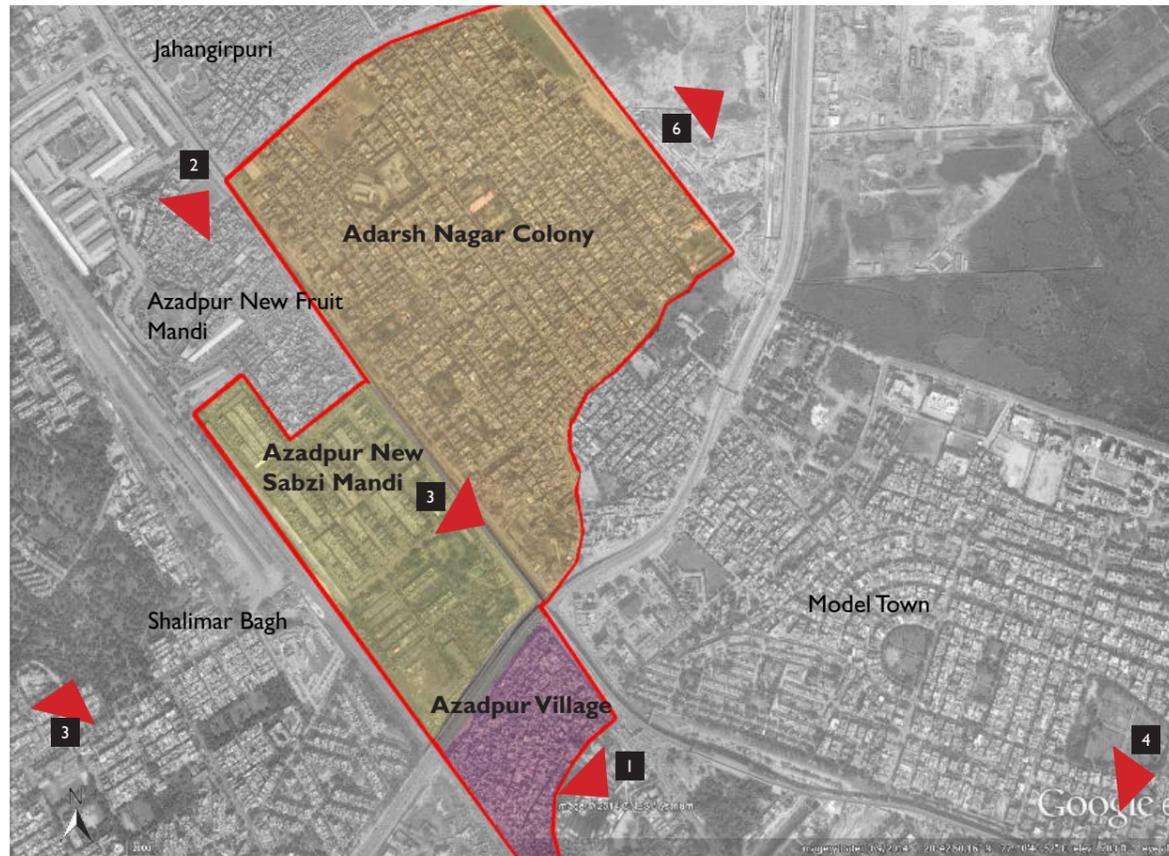 Jahangirpuri
6
2
Adarsh Nagar Colony
Azadpur New Fruit
Mandi
Azadpur New
Sabzi Mandi
3
Model Town
Shalimar Bagh
Azadpur Village
3
4
1
N
Google